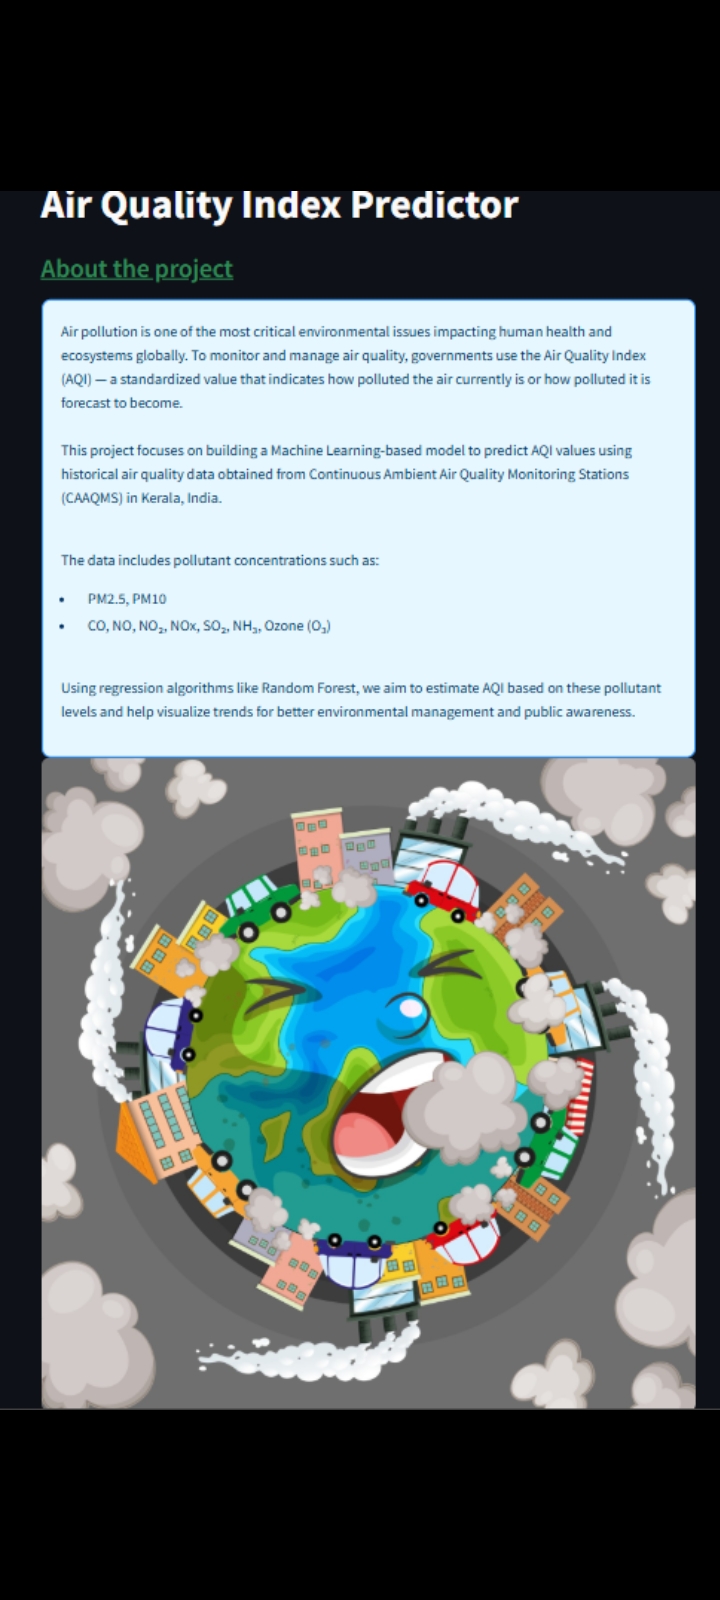 Air Quality Index Predictor
About the project
Air pollution is one of the most critical environmental issues impacting human health and
ecosystems globally. To monitor and manage air quality, governments use the Air Quality Index
(AQI) — a standardized value that indicates how polluted the air currently is or how polluted it is
forecast to become.
This project focuses on building a Machine Learning-based model to predict AQI values using
historical air quality data obtained from Continuous Ambient Air Quality Monitoring Stations
(CAAQMS) in Kerala, India.
The data includes pollutant concentrations such as:
• PM2.5, PM10
• CO, NO, NO₂, NOx, SO₂, NH₃, Ozone (O₃)
Using regression algorithms like Random Forest, we aim to estimate AQI based on these pollutant
levels and help visualize trends for better environmental management and public awareness.